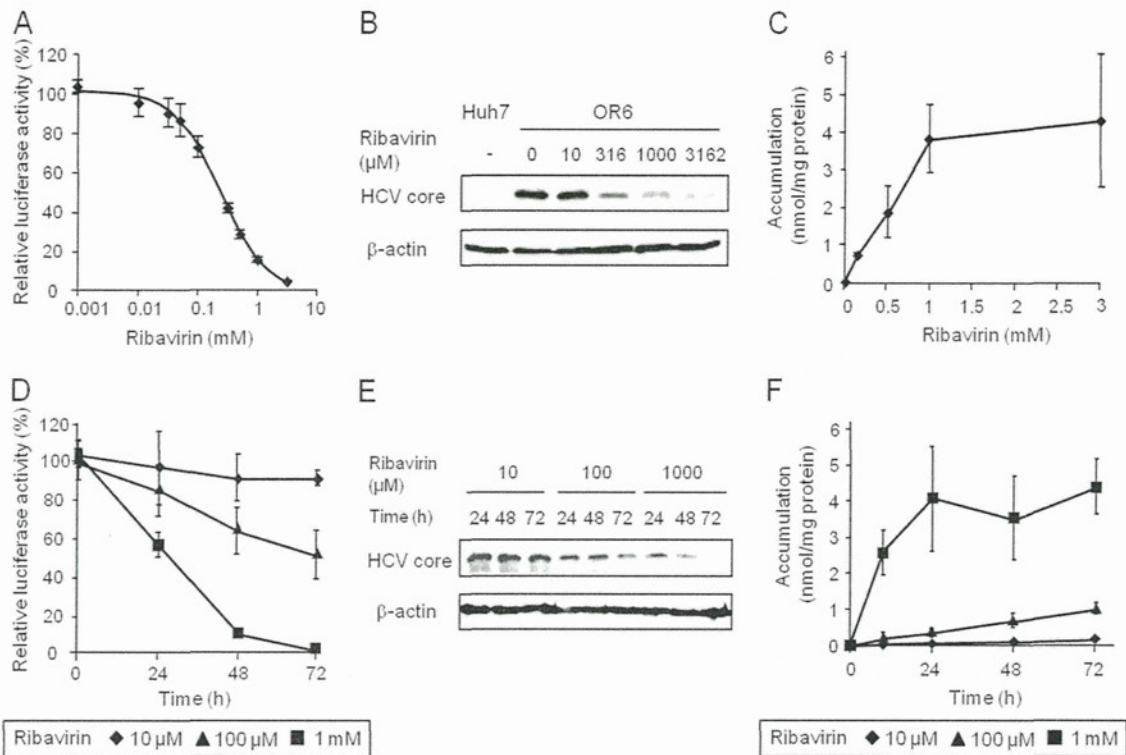 A
Relative luciferase activity (%)
120
100
80
60
40
20
0
0.001 0.01 0.1 1 10
Ribavirin (mM)
B
Huh7 OR6
Ribavirin
(µM)
- 0 10 316 1000 3162
HCV core
β-actin
C
Accumulation
(nmol/mg protein)
6
5
4
3
2
1
0
0 0.5 1 1.5 2 2.5 3
Ribavirin (mM)
D
Relative luciferase activity (%)
120
100
80
60
40
20
0
0 24 48 72
Time (h)
E
Ribavirin
(µM)
10 100 1000
Time (h) 24 48 72 24 48 72 24 48 72
HCV core
β-actin
F
Accumulation
(nmol/mg protein)
6
5
4
3
2
1
0
0 24 48 72
Time (h)
Ribavirin 10 µM 100 µM 1 mM
Ribavirin 10 µM 100 µM 1 mM